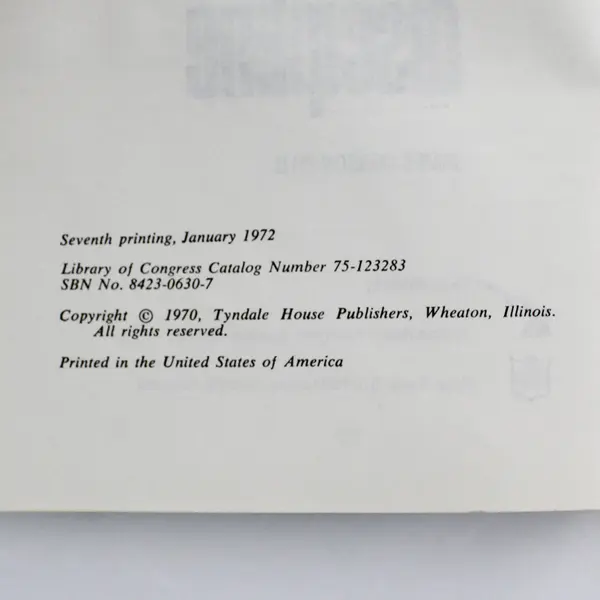 Seventh printing, January 1972
Library of Congress Catalog Number 75-123283
SBN No. 8423-0630-7
Copyright © 1970, Tyndale House Publishers, Wheaton, Illinois.
All rights reserved.
Printed in the United States of America